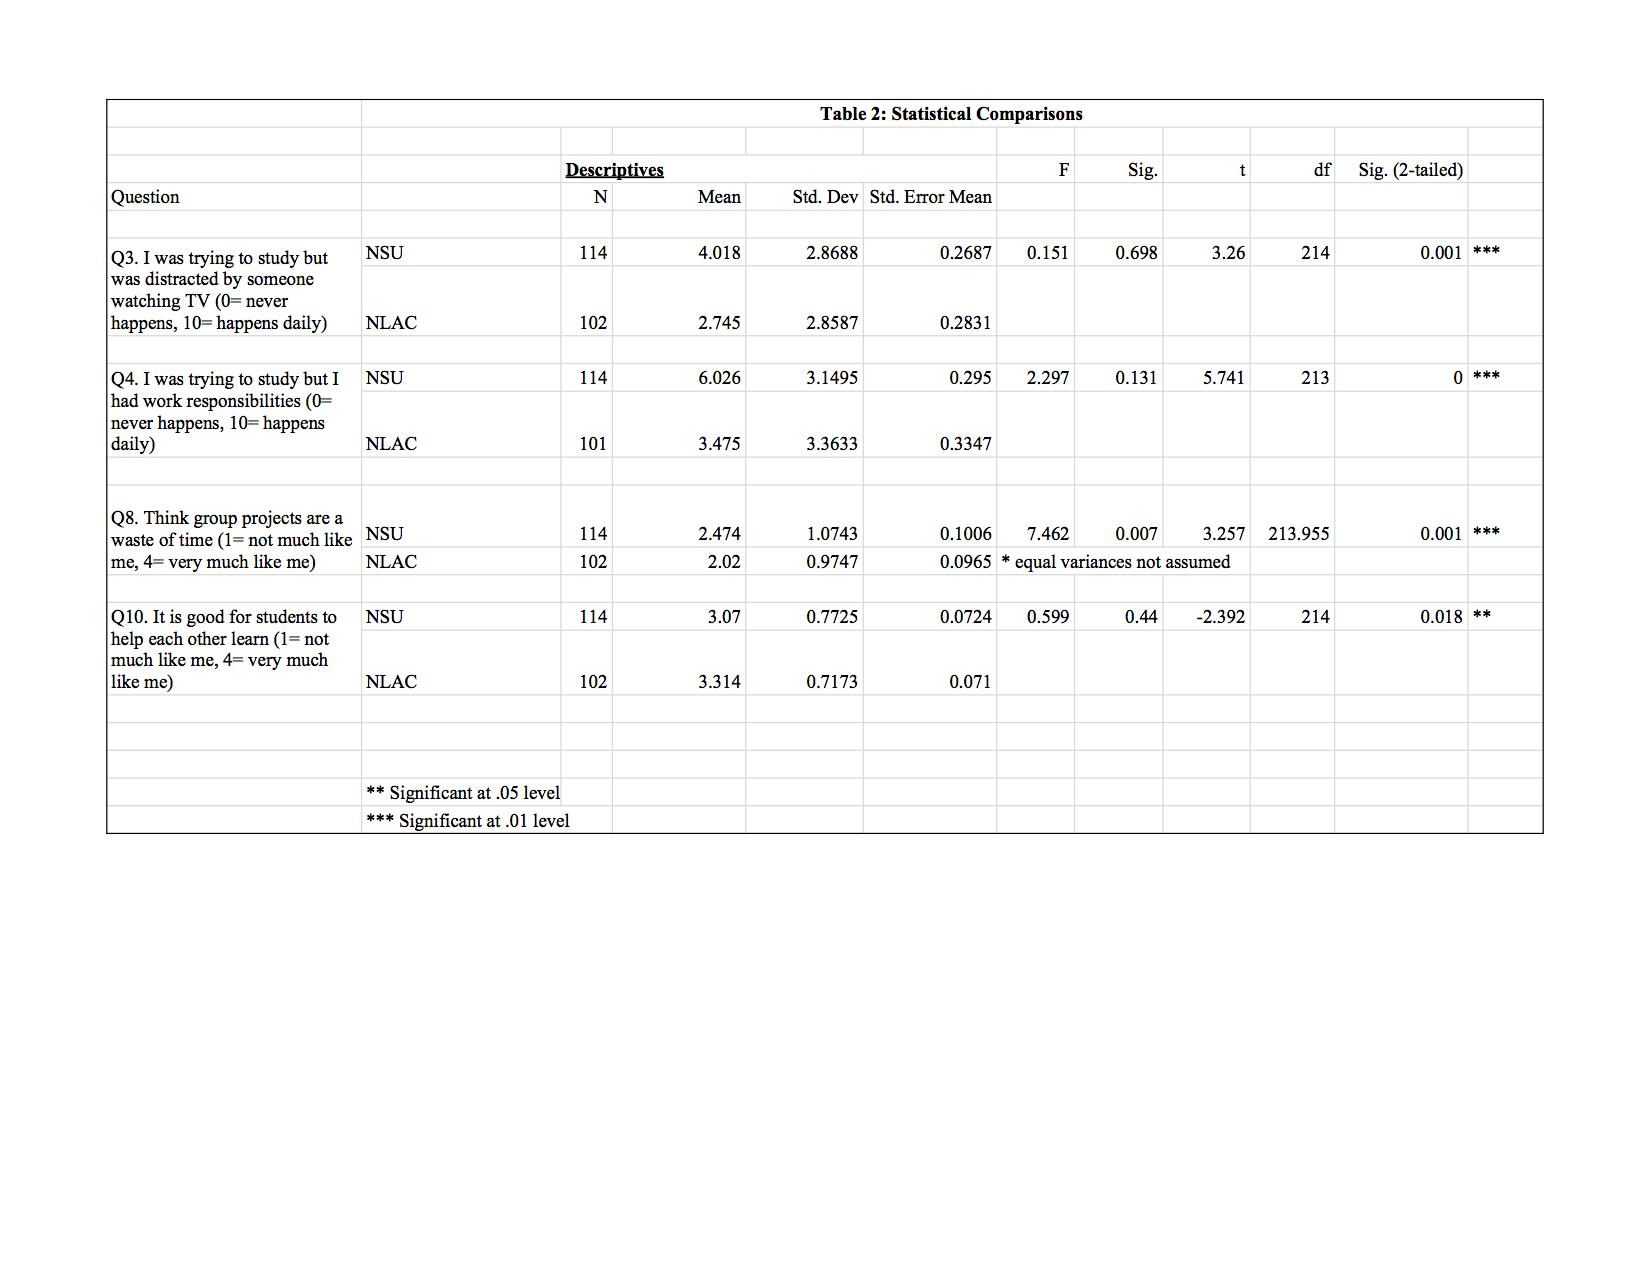 Table 2: Statistical Comparisons
Descriptives F Sig. t df Sig. (2-tailed)
Question N Mean Std. Dev Std. Error Mean
Q3. I was trying to study but
was distracted by someone
watching TV (0= never
happens, 10= happens daily)
NSU 114 4.018 2.8688 0.2687 0.151 0.698 3.26 214 0.001 ***
NLAC 102 2.745 2.8587 0.2831
Q4. I was trying to study but I
had work responsibilities (0=
never happens, 10= happens
daily)
NSU 114 6.026 3.1495 0.295 2.297 0.131 5.741 213 0 ***
NLAC 101 3.475 3.3633 0.3347
Q8. Think group projects are a
waste of time (1= not much like
me, 4= very much like me)
NSU 114 2.474 1.0743 0.1006 7.462 0.007 3.257 213.955 0.001 ***
NLAC 102 2.02 0.9747 0.0965 * equal variances not assumed
Q10. It is good for students to
help each other learn (1= not
much like me, 4= very much
like me)
NSU 114 3.07 0.7725 0.0724 0.599 0.44 -2.392 214 0.018 **
NLAC 102 3.314 0.7173 0.071
** Significant at .05 level
*** Significant at .01 level